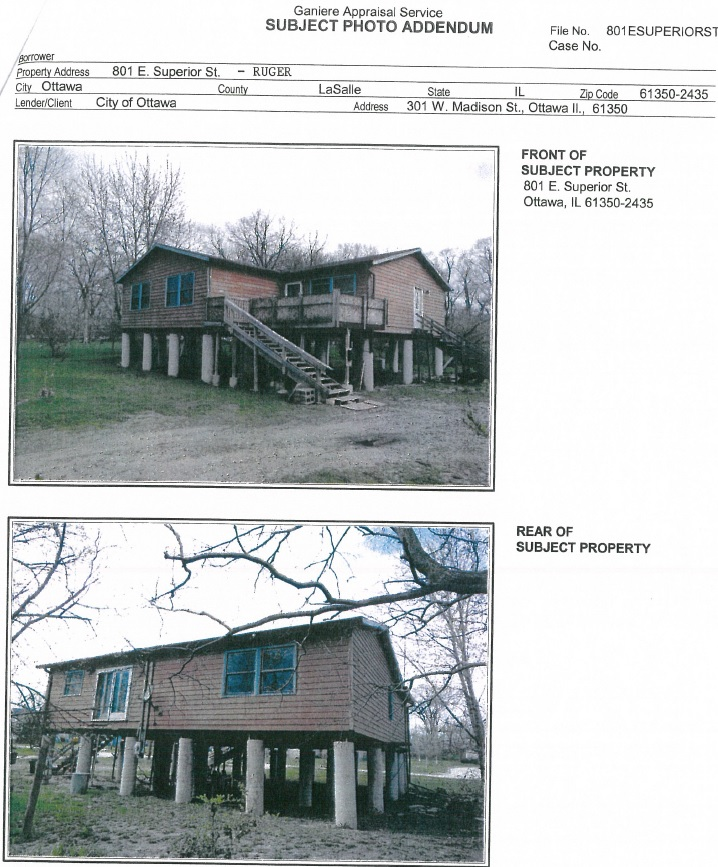 Ganiere Appraisal Service
SUBJECT PHOTO ADDENDUM
File No. 801ESUPERIORST
Case No.
Borrower
Property Address 801 E. Superior St. - RUGER
City Ottawa County LaSalle State IL Zip Code 61350-2435
Lender/Client City of Ottawa Address 301 W. Madison St., Ottawa Il., 61350
FRONT OF
SUBJECT PROPERTY
801 E. Superior St.
Ottawa, IL 61350-2435
REAR OF
SUBJECT PROPERTY